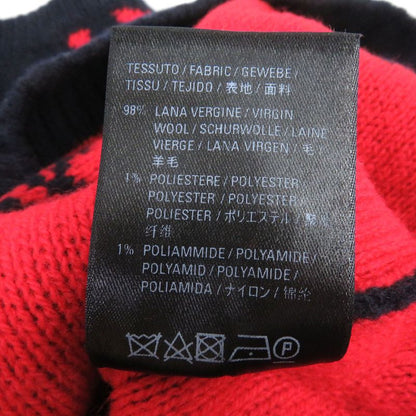 TESSUTO / FABRIC / GEWEBE /
TISSU / TEJIDO / 表地 / 面料
98% LANA VERGINE / VIRGIN
WOOL / SCHURWOLLE / LAINE
VIERGE / LANA VIRGEN / 毛 /
羊毛
1% POLIESTERE / POLYESTER /
POLYESTER / POLYESTER /
POLIESTER / ポリエステル /
纤维
1% POLIAMMIDE / POLYAMIDE /
POLYAMID / POLYAMIDE /
POLIAMIDA / ナイロン / 锦纶
P